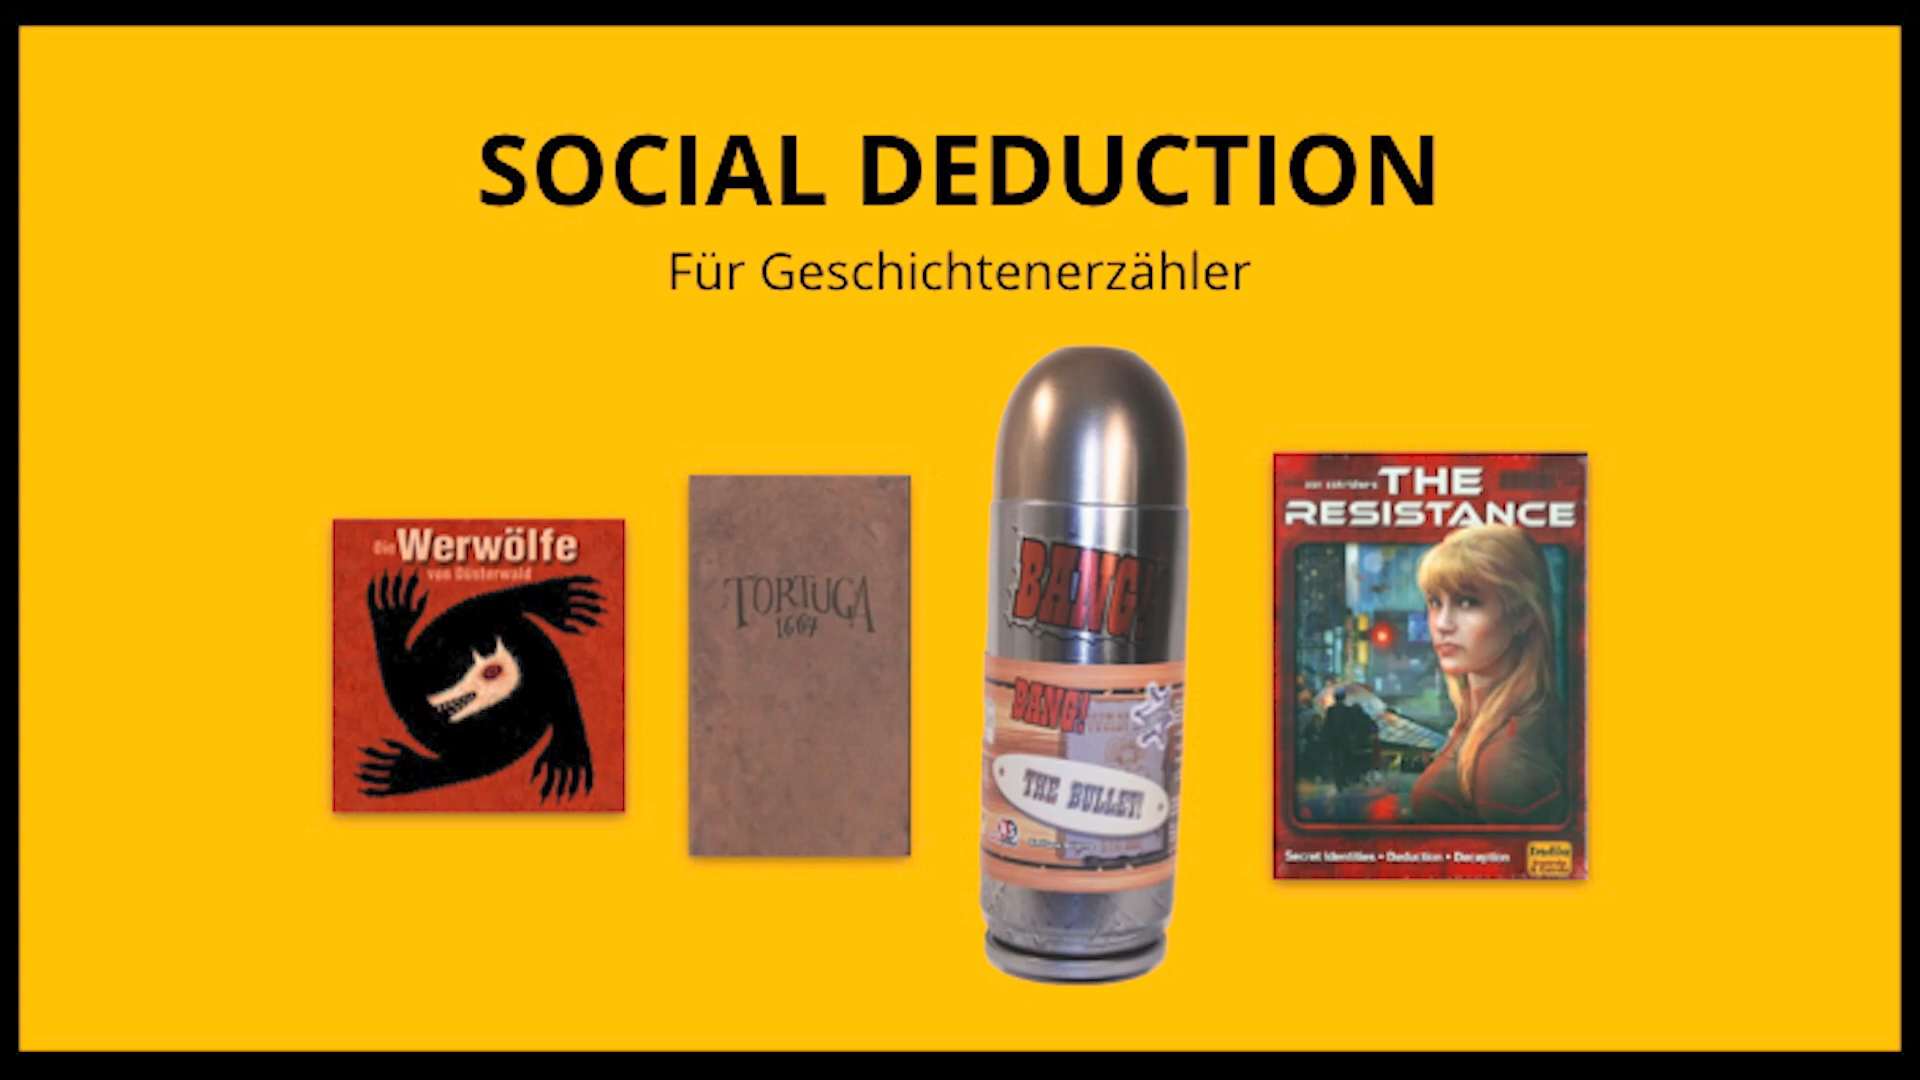 SOCIAL DEDUCTION
Für Geschichtenerzähler
Die Werwölfe
von Düsterwald
TORTUGA
1667
BANG!
BANG!
THE BULLET!
THE
RESISTANCE
Secret Identities • Deduction • Deception